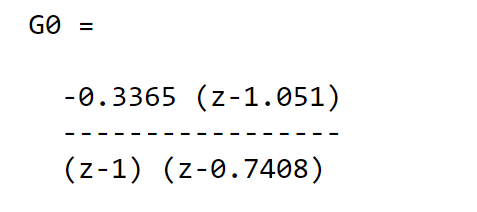 G0 =
-0.3365 (z-1.051)
------------------
(z-1) (z-0.7408)